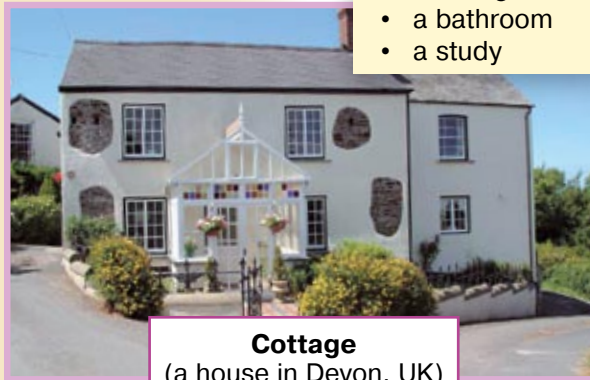 • a bathroom
• a study
Cottage
(a house in Devon, UK)